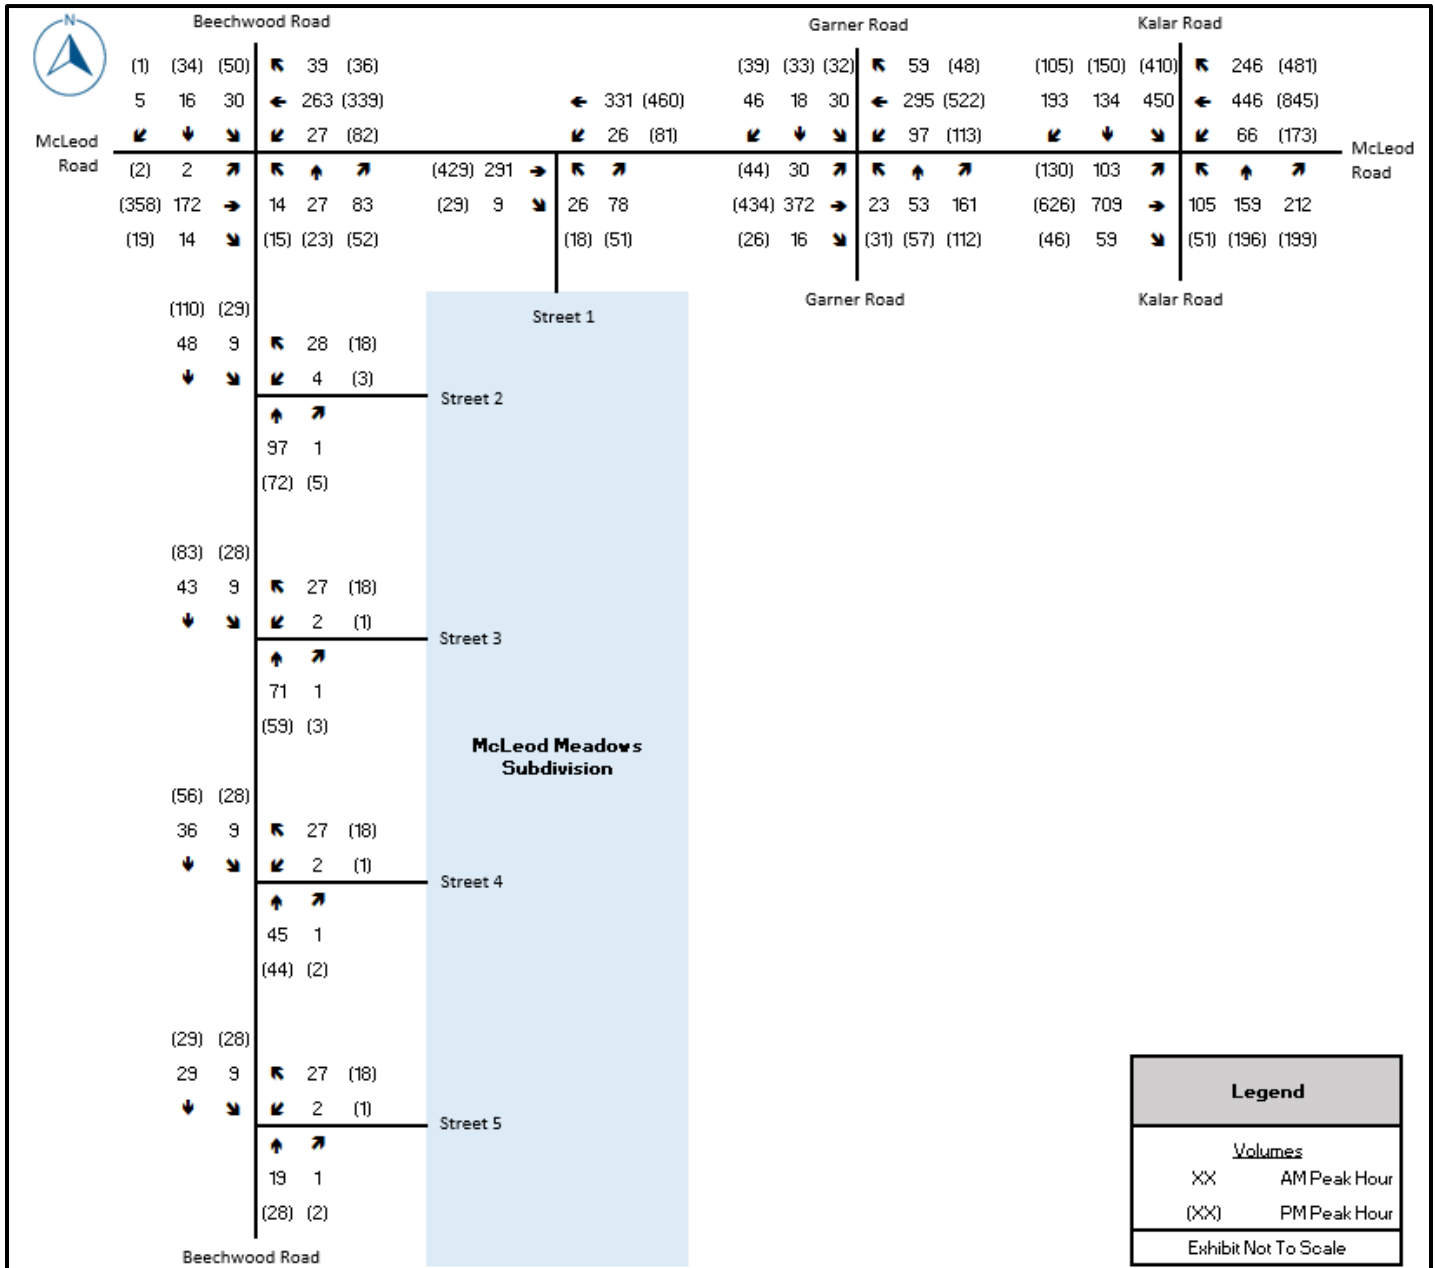 N
Beechwood Road Garner Road Kalar Road
(1) (34) (50) 39 (36) (39) (33) (32) 59 (48) (105) (150) (410) 246 (481)
5 16 30 263 (339) 331 (460) 46 18 30 295 (522) 193 134 450 446 (845)
27 (82) 26 (81) 97 (113) 66 (173)
McLeod Road
McLeod Road
(2) 2 (429) 291 (44) 30 (130) 103
(358) 172 14 27 83 (29) 9 26 78 (434) 372 23 53 161 (626) 709 105 159 212
(19) 14 (15) (23) (52) (18) (51) (26) 16 (31) (57) (112) (46) 59 (51) (196) (199)
Garner Road Kalar Road
Street 1
(110) (29)
48 9 28 (18)
4 (3)
Street 2
97 1
(72) (5)
(83) (28)
43 9 27 (18)
2 (1)
Street 3
71 1
(59) (3)
McLeod Meadows
Subdivision
(56) (28)
36 9 27 (18)
2 (1)
Street 4
45 1
(44) (2)
(29) (28)
29 9 27 (18)
2 (1)
Street 5
19 1
(28) (2)
Beechwood Road
Legend
Volumes
XX AM Peak Hour
(XX) PM Peak Hour
Exhibit Not To Scale